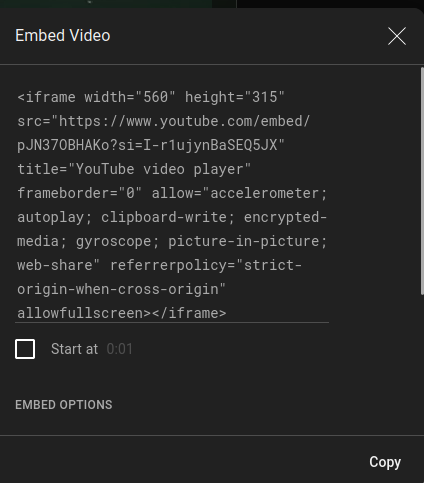 Embed Video
<iframe width="560" height="315"
src="https://www.youtube.com/embed/
pJN37OBHAKo?si=I-r1ujynBaSEQ5JX"
title="YouTube video player"
frameborder="0" allow="accelerometer;
autoplay; clipboard-write; encrypted-
media; gyroscope; picture-in-picture;
web-share" referrerpolicy="strict-
origin-when-cross-origin"
allowfullscreen></iframe>
Start at 0:01
EMBED OPTIONS
Copy